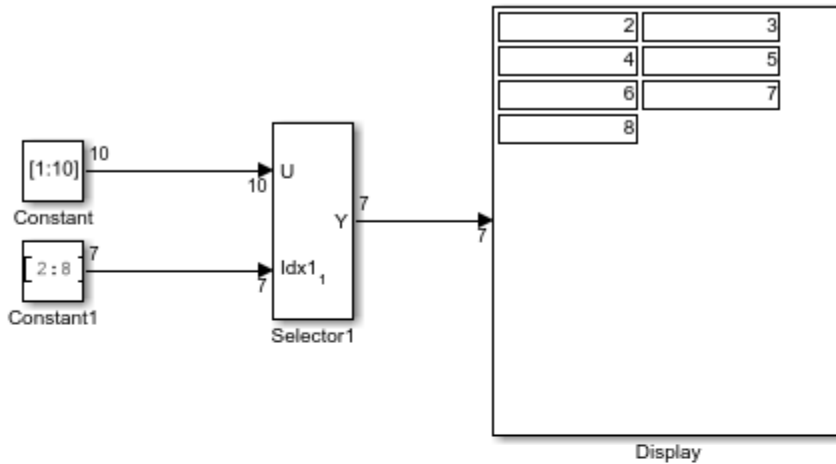 2 3
4 5
6 7
8
[1:10]
10
10
U
Constant
7
Y
7
[ 2:8 ]
7
7
Idx1 1
Constant1
Selector1
Display